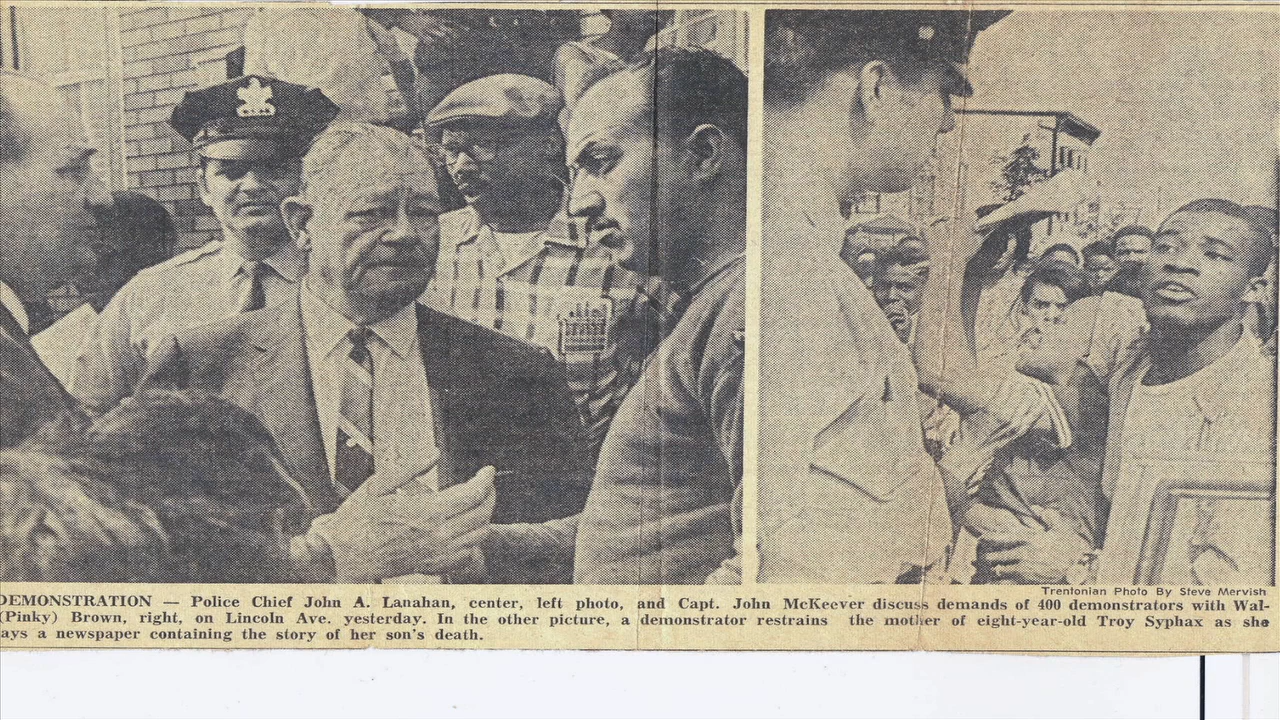 Trentonian Photo By Steve Mervish
DEMONSTRATION — Police Chief John A. Lanahan, center, left photo, and Capt. John McKeever discuss demands of 400 demonstrators with Wal-
(Pinky) Brown, right, on Lincoln Ave. yesterday. In the other picture, a demonstrator restrains the mother of eight-year-old Troy Syphax as she
ays a newspaper containing the story of her son's death.